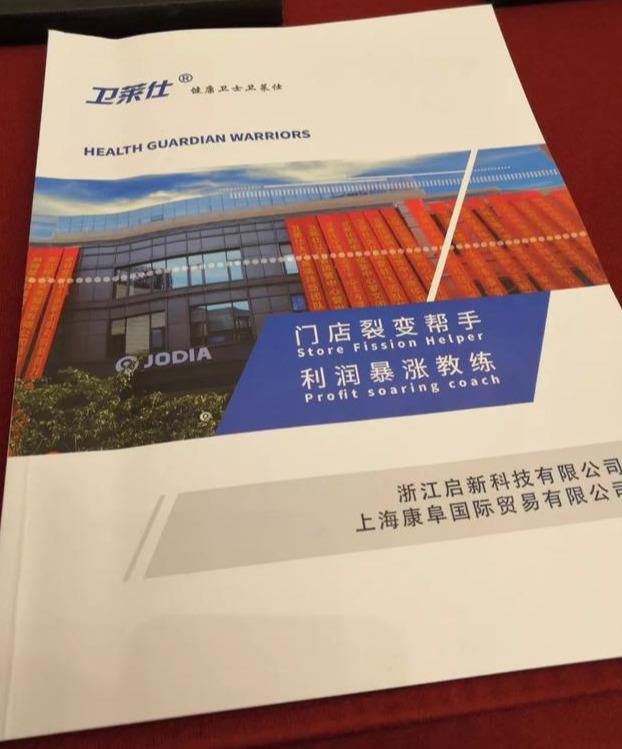 卫莱仕® 健康卫士卫莱仕
HEALTH GUARDIAN WARRIORS
JODIA
门店裂变帮手
Store Fission Helper
利润暴涨教练
Profit soaring coach
浙江启新科技有限公司
上海康阜国际贸易有限公司